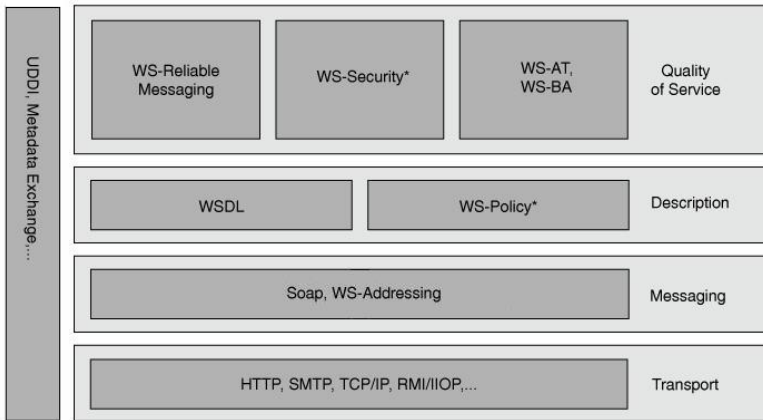 UDDI, Metadata Exchange,...
WS-Reliable
Messaging
WS-Security*
WS-AT,
WS-BA
Quality
of Service
WSDL
WS-Policy*
Description
Soap, WS-Addressing
Messaging
HTTP, SMTP, TCP/IP, RMI/IIOP,...
Transport